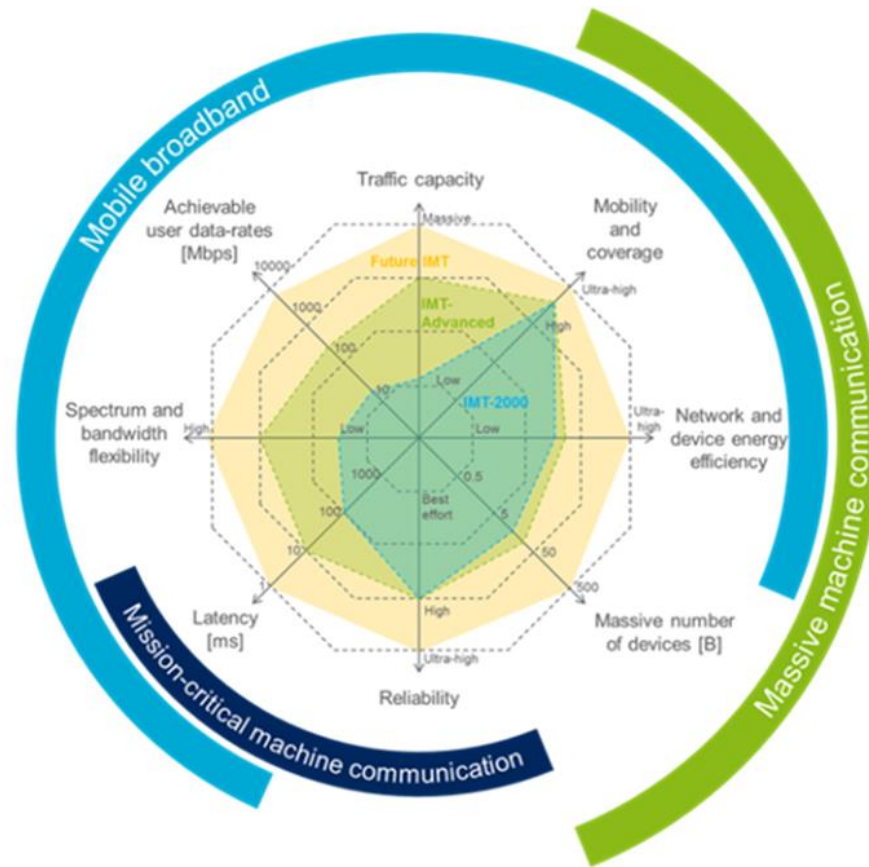 Mobile broadband
Massive machine communication
Mission-critical machine communication
Traffic capacity
Massive
Low
Achievable
user data-rates
[Mbps]
10000
1000
100
10
Mobility
and
coverage
Ultra-high
High
Future IMT
IMT-
Advanced
IMT-2000
Spectrum and
bandwidth
flexibility
High
Low
Low
Ultra-
high
Network and
device energy
efficiency
1000
100
10
1
Latency
[ms]
Best
effort
High
Ultra-high
Reliability
0.5
5
50
500
Massive number
of devices [B]